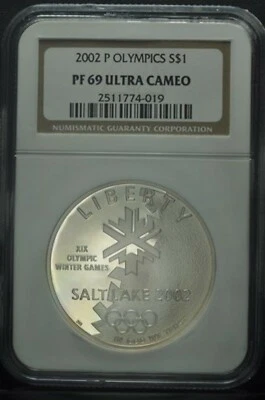 2002 P OLYMPICS S$1
PF 69 ULTRA CAMEO
2511774-019
NUMISMATIC GUARANTY CORPORATION
LIBERTY
XIX
OLYMPIC
WINTER GAMES
SALT LAKE 2002